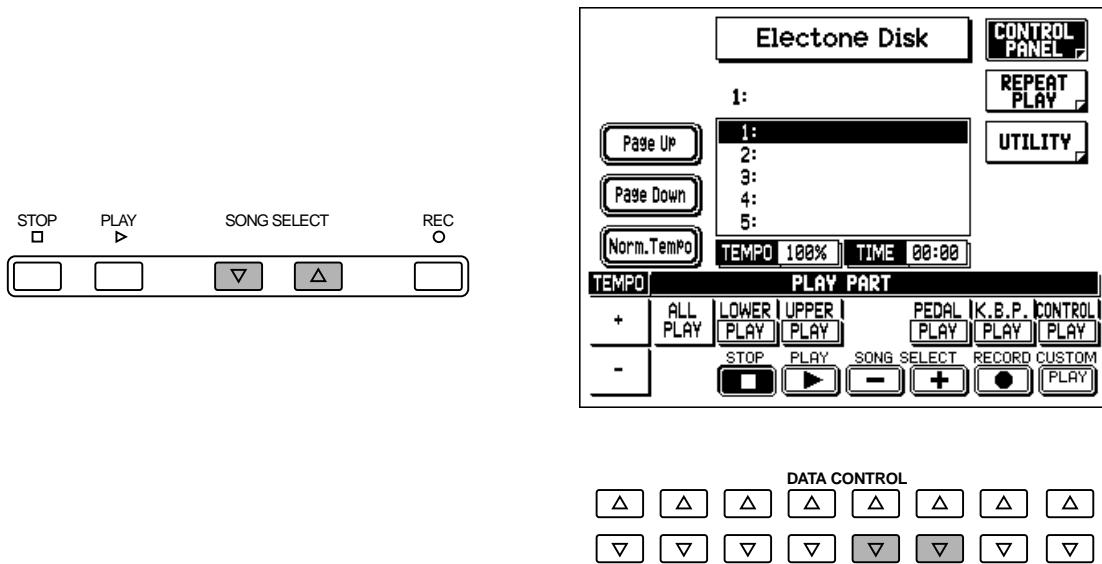 STOP PLAY SONG SELECT REC
Electone Disk
CONTROL
PANEL
1:
REPEAT
PLAY
Page Up
1:
2:
3:
4:
5:
UTILITY
Page Down
Norm.Tempo
TEMPO 100% TIME 00:00
TEMPO PLAY PART
+
ALL
PLAY
LOWER UPPER PEDAL K.B.P. CONTROL
PLAY PLAY PLAY PLAY PLAY
-
STOP PLAY SONG SELECT RECORD CUSTOM
- + PLAY
DATA CONTROL